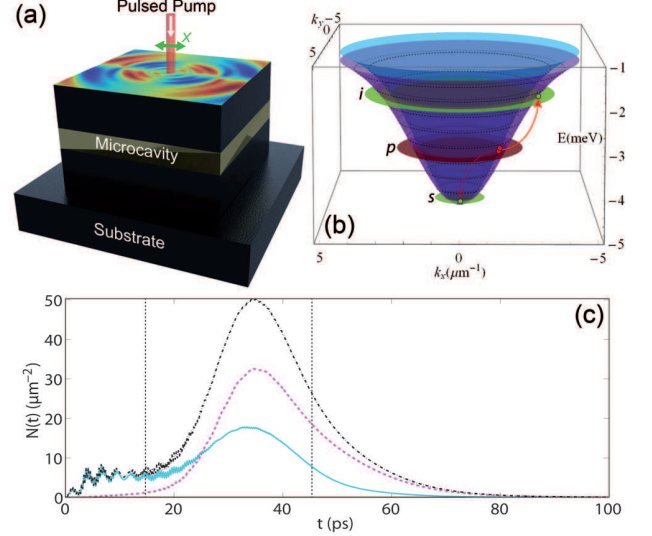 (a)
Pulsed Pump
X
Microcavity
Substrate
k_y
-5
0
5
i
p
s
-1
-2
E(meV)
-3
-4
-5
(b)
5
0
-5
k_x(μm⁻¹)
(c)
50
40
30
20
10
0
N(t) (μm⁻²)
0
20
40
60
80
100
t (ps)